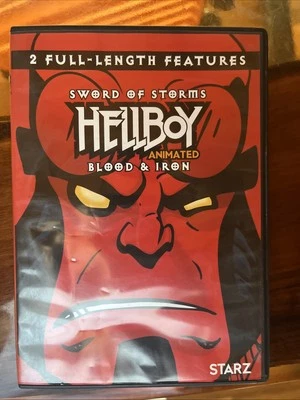 2 FULL-LENGTH FEATURES
SWORD OF STORMS
HELLBOY
ANIMATED
BLOOD & IRON
STARZ